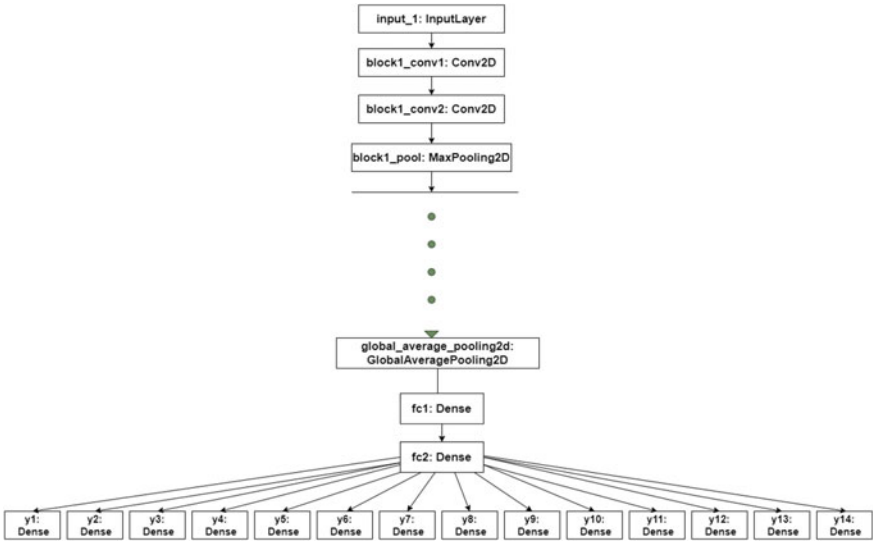 input_1: InputLayer
block1_conv1: Conv2D
block1_conv2: Conv2D
block1_pool: MaxPooling2D
global_average_pooling2d:
GlobalAveragePooling2D
fc1: Dense
fc2: Dense
y1:
Dense
y2:
Dense
y3:
Dense
y4:
Dense
y5:
Dense
y6:
Dense
y7:
Dense
y8:
Dense
y9:
Dense
y10:
Dense
y11:
Dense
y12:
Dense
y13:
Dense
y14:
Dense